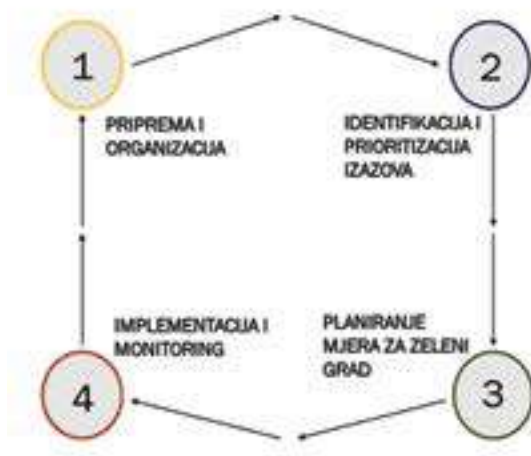 1
2
PRIPREMA I
ORGANIZACIJA
IDENTIFIKACIJA I
PRIORITIZACIJA
IZAZOVA
IMPLEMENTACIJA I
MONITORING
PLANIRANJE
MJERA ZA ZELENI
GRAD
4
3